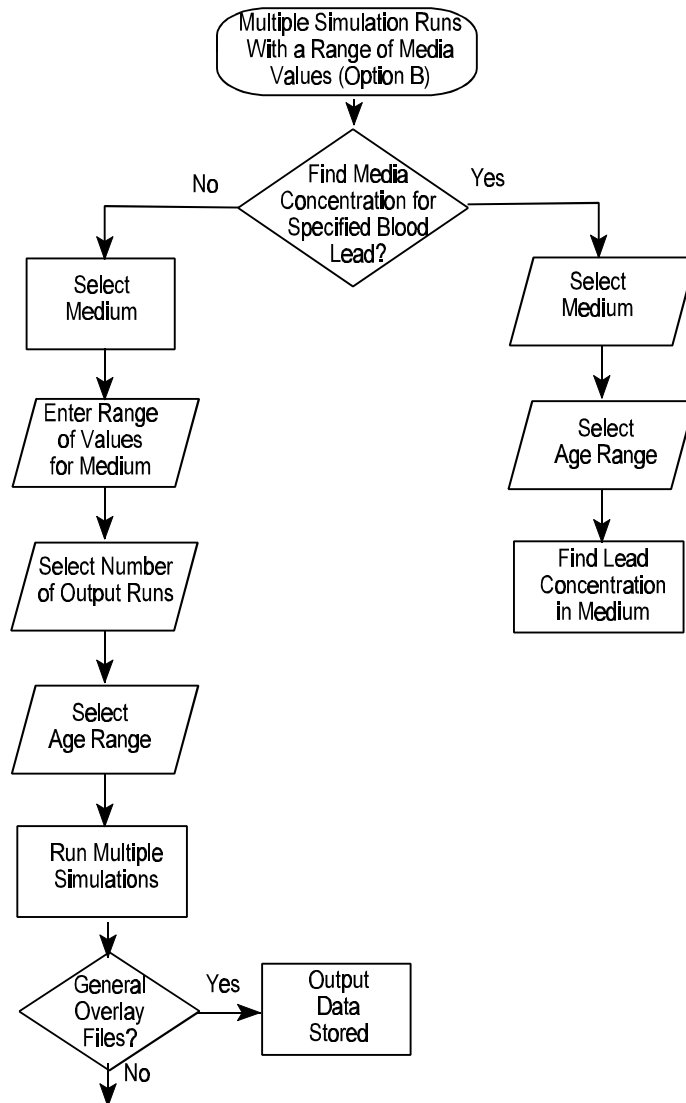 Multiple Simulation Runs
With a Range of Media
Values (Option B)
No
Find Media
Concentration for
Specified Blood
Lead?
Yes
Select
Medium
Enter Range
of Values
for Medium
Select Number
of Output Runs
Select
Age Range
Run Multiple
Simulations
General
Overlay
Files?
Yes
Output
Data
Stored
No
Select
Medium
Select
Age Range
Find Lead
Concentration
in Medium